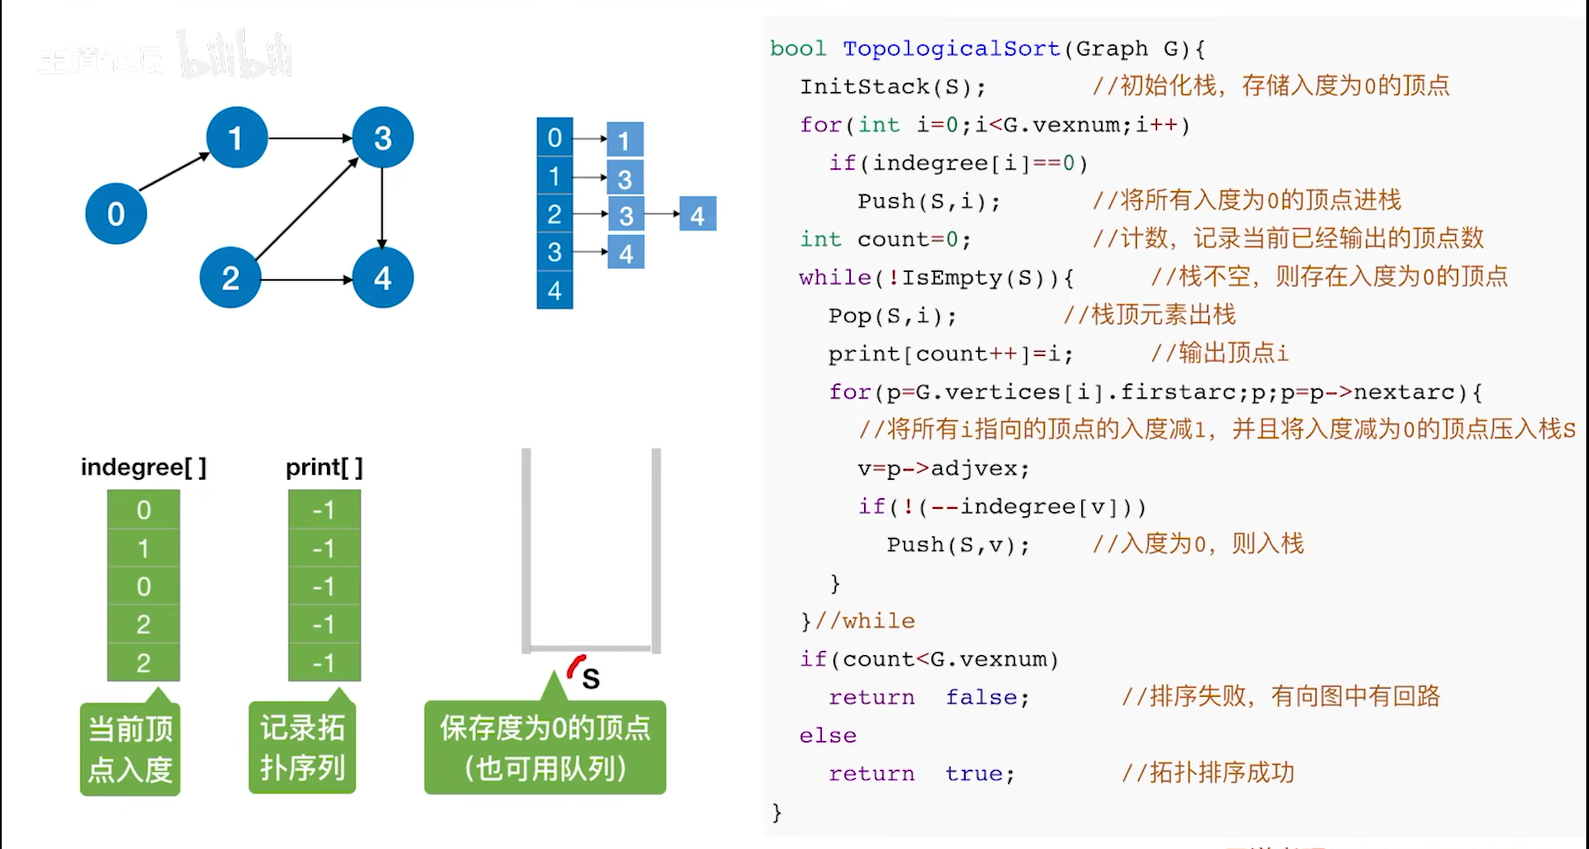 王道论坛 bilibili
1
3
0
2
4
0 1
1 3
2 3 4
3 4
4
indegree[ ]
0
1
0
2
2
当前顶
点入度
print[ ]
-1
-1
-1
-1
-1
记录拓
扑序列
S
保存度为0的顶点
（也可用队列）
bool TopologicalSort(Graph G){
InitStack(S); //初始化栈，存储入度为0的顶点
for(int i=0;i<G.vexnum;i++)
if(indegree[i]==0)
Push(S,i); //将所有入度为0的顶点进栈
int count=0; //计数，记录当前已经输出的顶点数
while(!IsEmpty(S)){ //栈不空，则存在入度为0的顶点
Pop(S,i); //栈顶元素出栈
print[count++]=i; //输出顶点i
for(p=G.vertices[i].firstarc;p;p=p->nextarc){
//将所有i指向的顶点的入度减1，并且将入度减为0的顶点压入栈S
v=p->adjvex;
if(!(--indegree[v]))
Push(S,v); //入度为0，则入栈
}
}//while
if(count<G.vexnum)
return false; //排序失败，有向图中有回路
else
return true; //拓扑排序成功
}